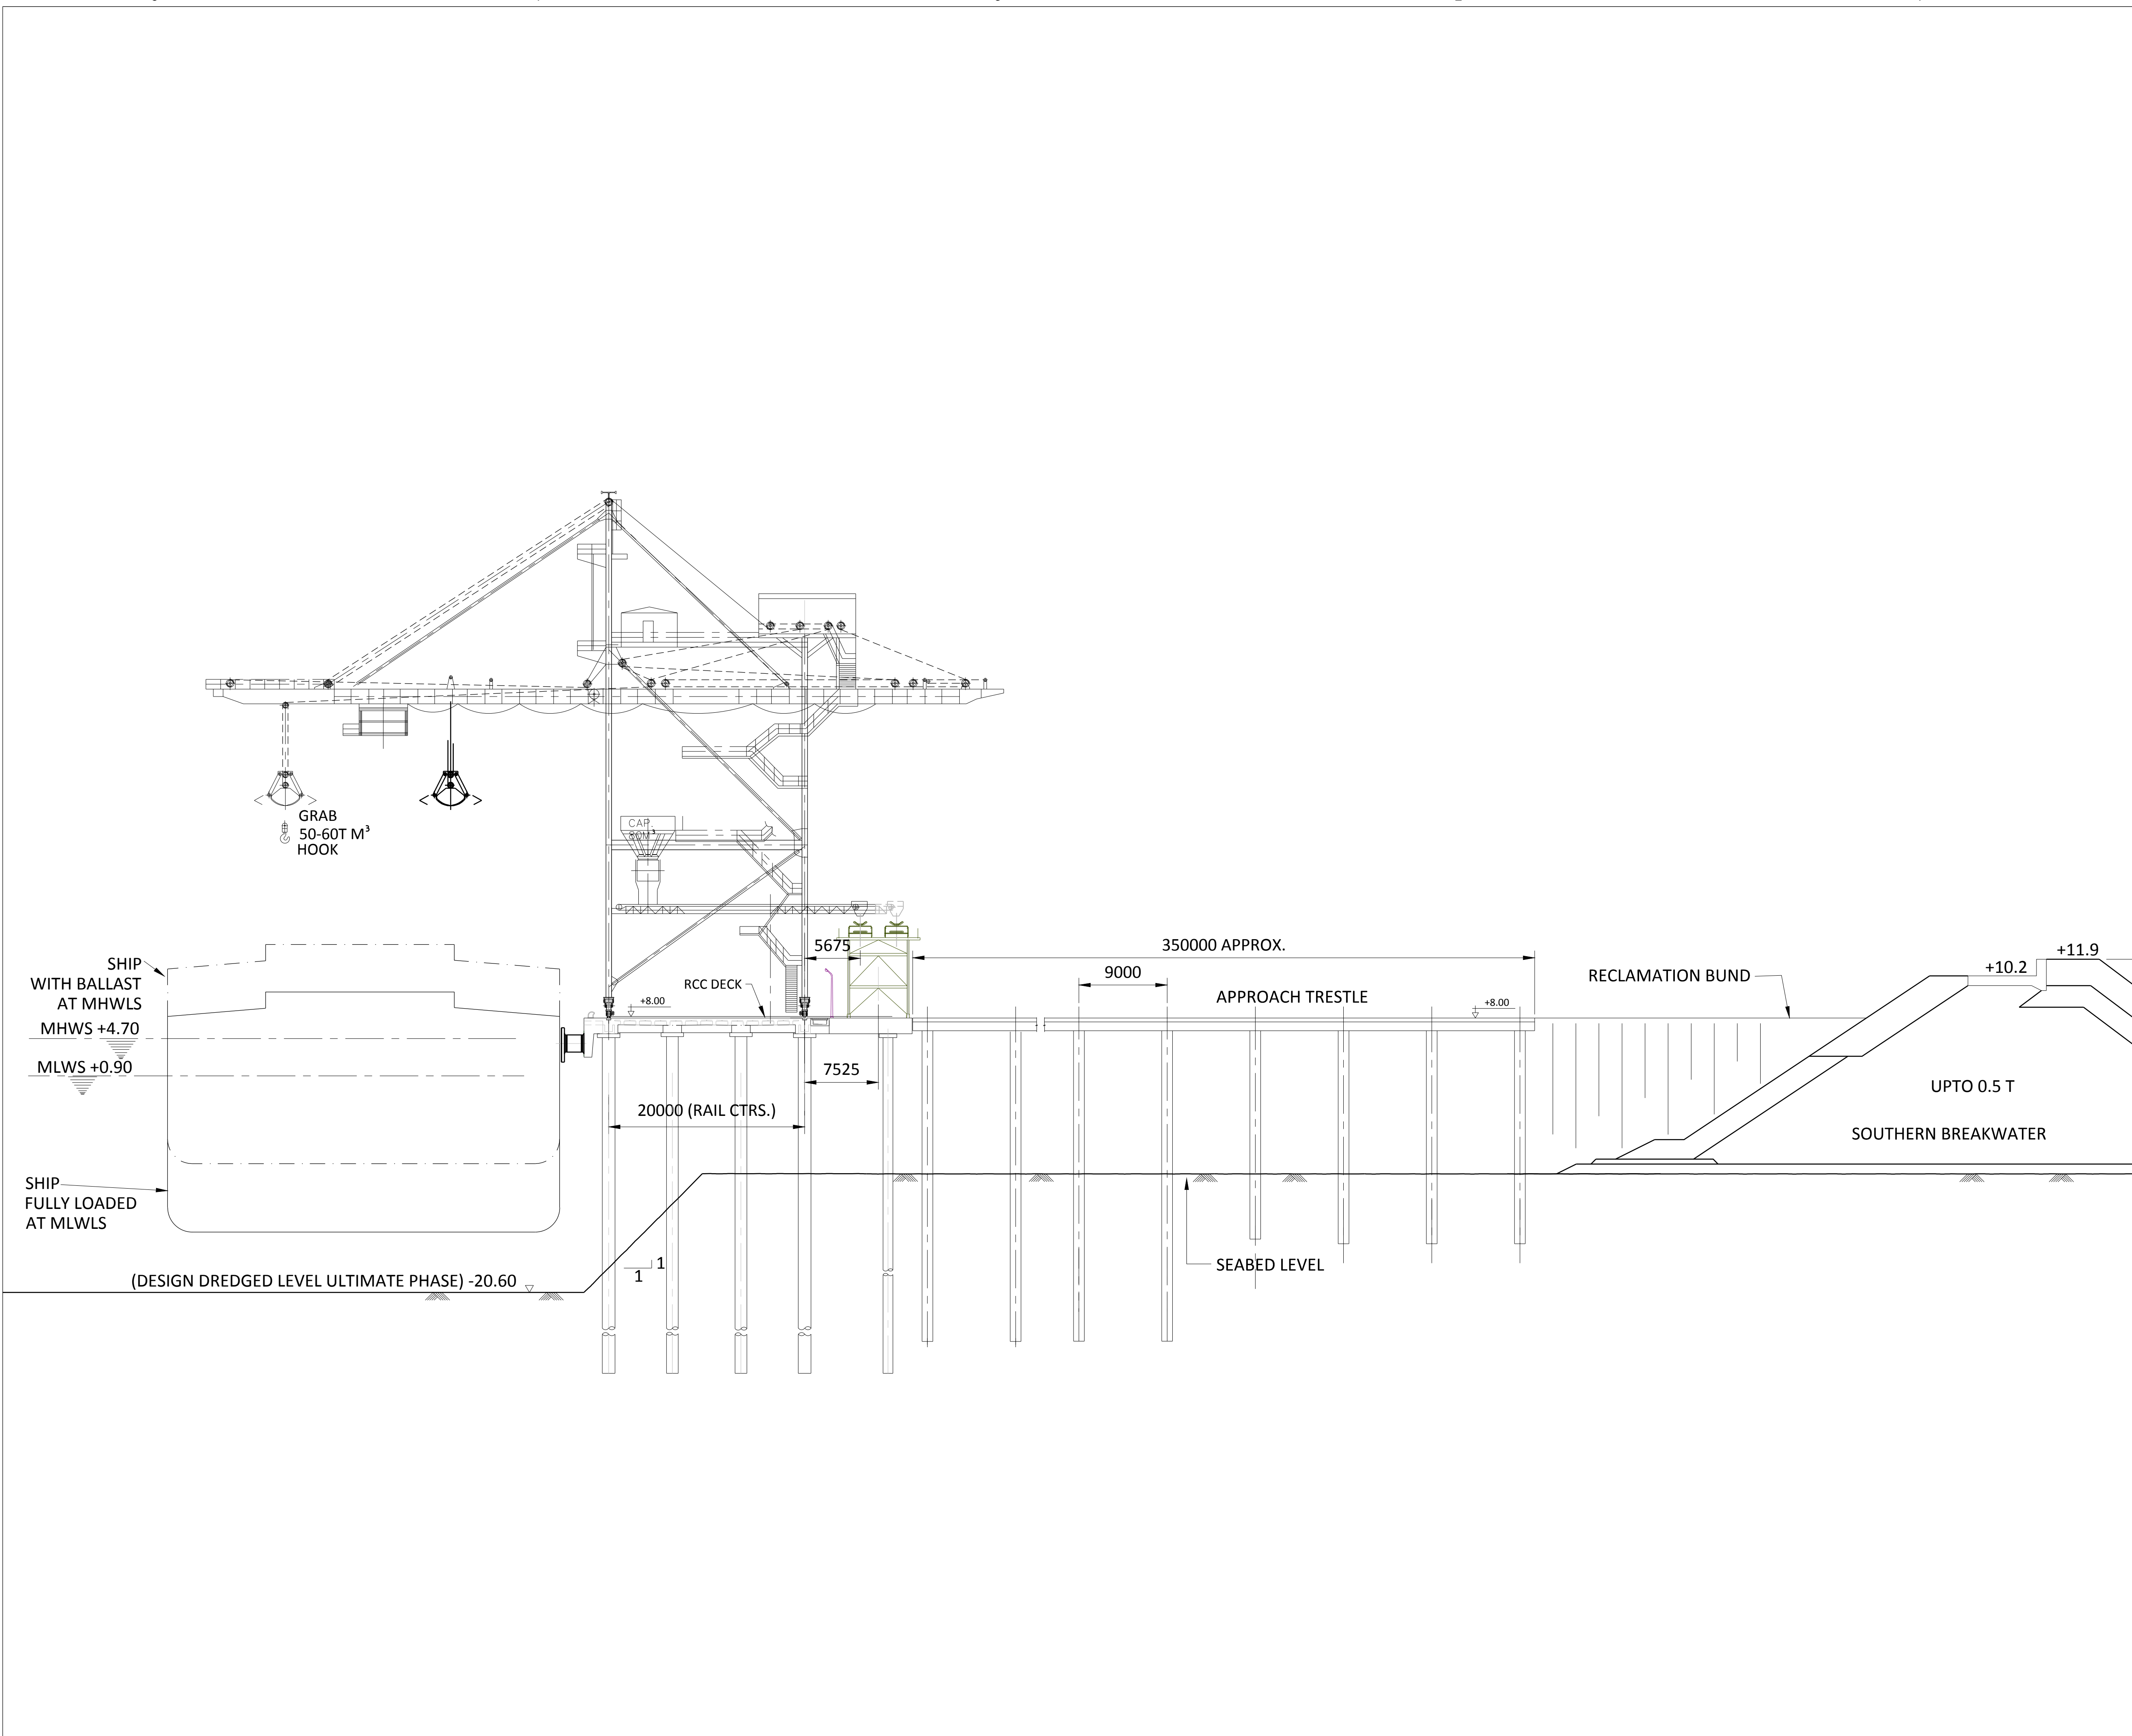 GRAB
50-60T M³
HOOK
CAP.
80M³
SHIP
WITH BALLAST
AT MHWLS
MHWS +4.70
MLWS +0.90
SHIP
FULLY LOADED
AT MLWLS
(DESIGN DREDGED LEVEL ULTIMATE PHASE) -20.60
1
1
20000 (RAIL CTRS.)
RCC DECK
+8.00
5675
7525
350000 APPROX.
9000
APPROACH TRESTLE
+8.00
SEABED LEVEL
RECLAMATION BUND
+10.2
+11.9
UPTO 0.5 T
SOUTHERN BREAKWATER